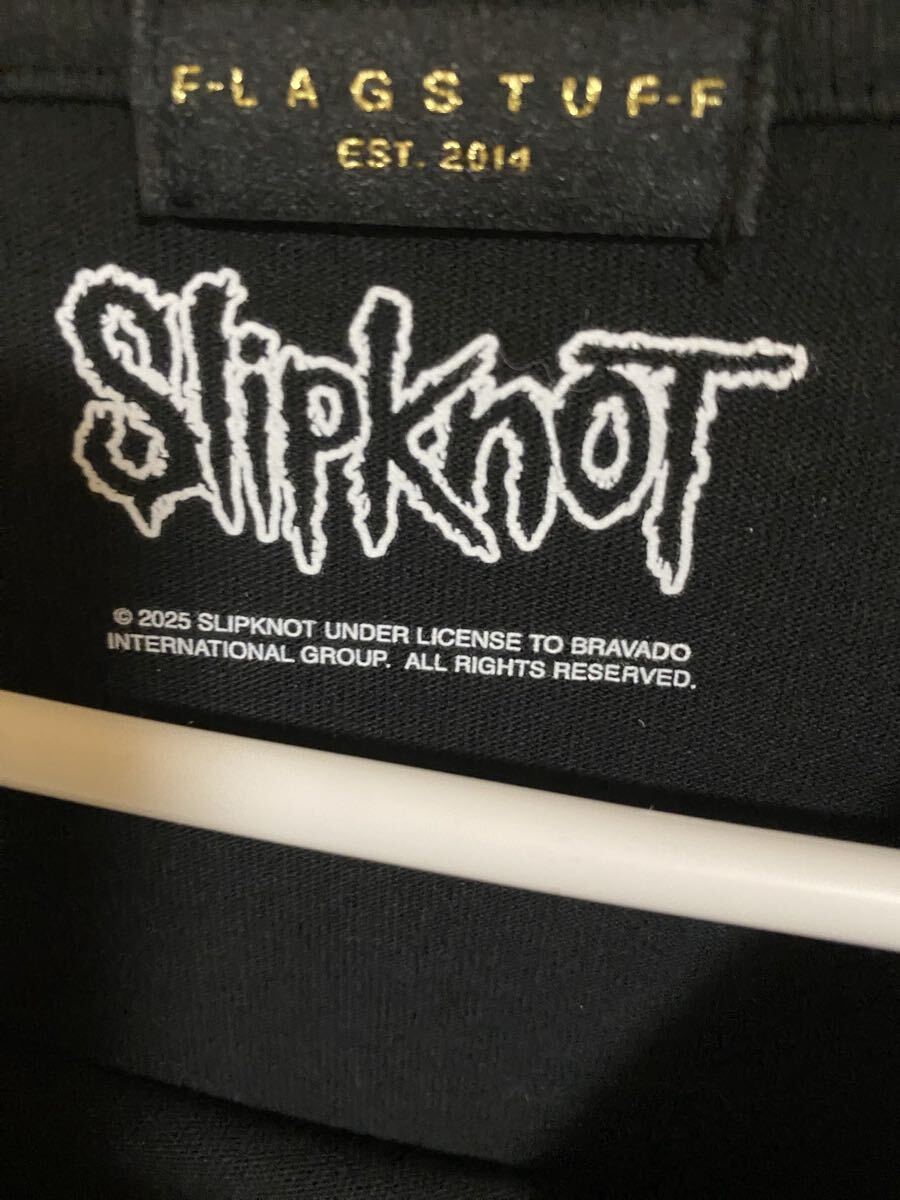 F-LAGSTUF-F
EST. 2014
SlipKnoT
© 2025 SLIPKNOT UNDER LICENSE TO BRAVADO
INTERNATIONAL GROUP. ALL RIGHTS RESERVED.